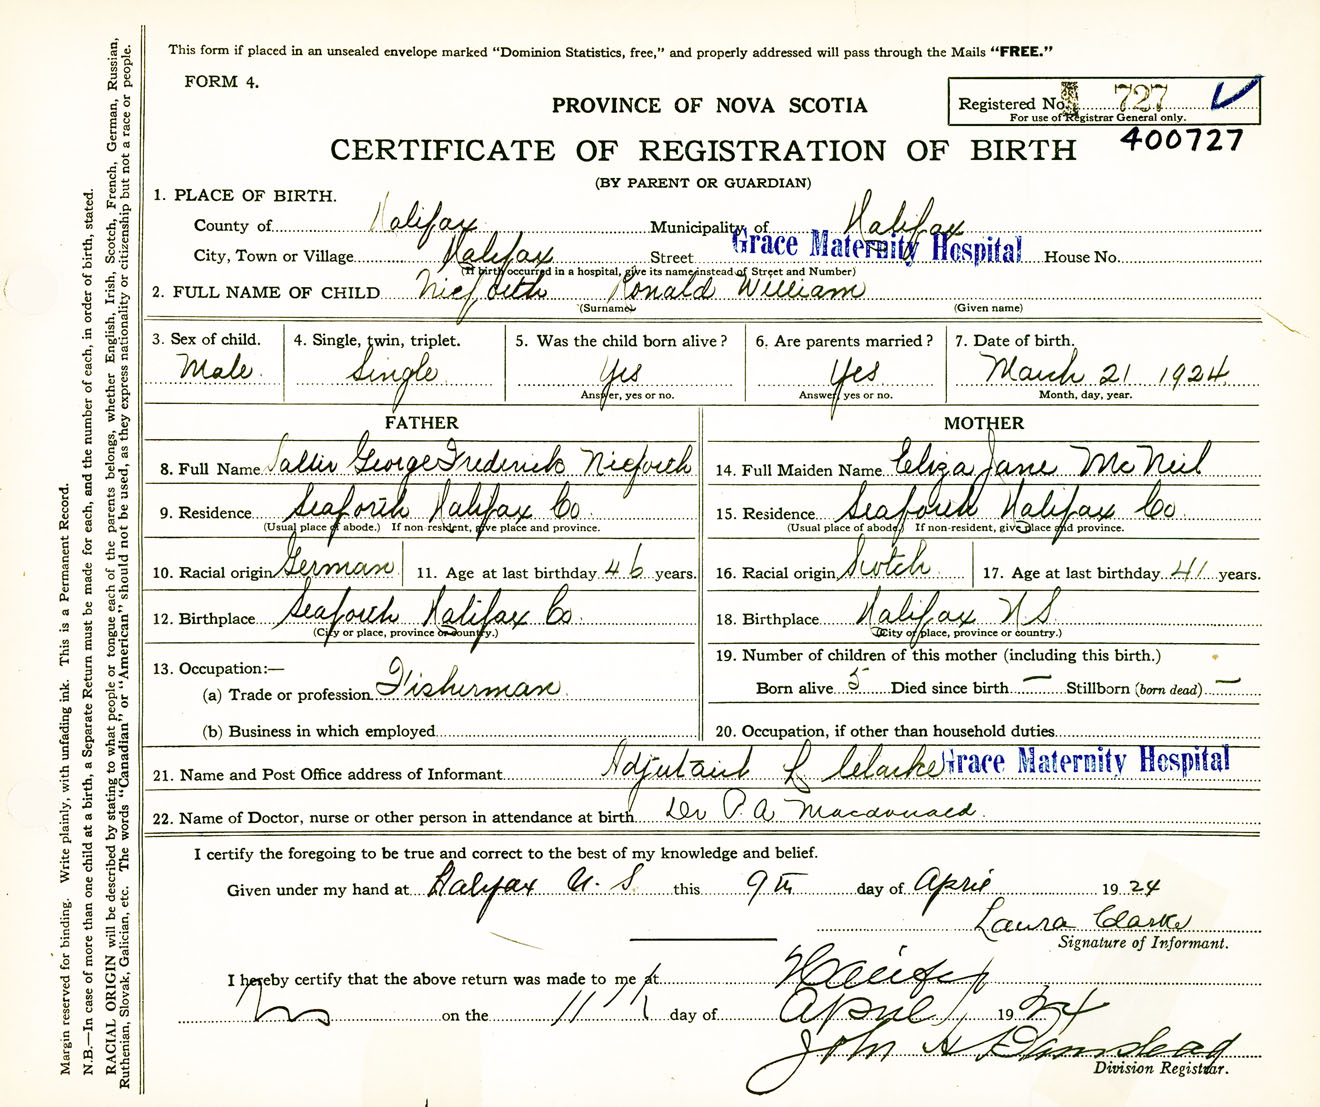 This form if placed in an unsealed envelope marked "Dominion Statistics, free," and properly addressed will pass through the Mails "FREE."
FORM 4.
PROVINCE OF NOVA SCOTIA
Registered No. 727
For use of Registrar General only.
400727
CERTIFICATE OF REGISTRATION OF BIRTH
(BY PARENT OR GUARDIAN)
1. PLACE OF BIRTH.
County of Halifax Municipality of Halifax
City, Town or Village Halifax Street Grace Maternity Hospital House No.
(If birth occurred in a hospital, give its name instead of Street and Number)
2. FULL NAME OF CHILD Nieforth Ronald William
(Surname) (Given name)
3. Sex of child. 4. Single, twin, triplet. 5. Was the child born alive? 6. Are parents married? 7. Date of birth.
Male Single Yes Yes March 21 1924
Answer, yes or no. Answer, yes or no. Month, day, year.
FATHER MOTHER
8. Full Name Walter George Frederick Nieforth 14. Full Maiden Name Eliza Jane McNeil
9. Residence Seaforth Halifax Co 15. Residence Seaforth Halifax Co
(Usual place of abode.) If non-resident, give place and province. (Usual place of abode.) If non-resident, give place and province.
10. Racial origin German 11. Age at last birthday 46 years. 16. Racial origin Scotch 17. Age at last birthday 41 years.
12. Birthplace Seaforth Halifax Co 18. Birthplace Halifax N S.
(City or place, province or country.) (City or place, province or country.)
13. Occupation:— 19. Number of children of this mother (including this birth.)
(a) Trade or profession Fisherman Born alive 5 Died since birth — Stillborn (born dead) —
(b) Business in which employed 20. Occupation, if other than household duties
21. Name and Post Office address of Informant Adjutant L Clarke Grace Maternity Hospital
22. Name of Doctor, nurse or other person in attendance at birth Dr P. A Macdonald.
I certify the foregoing to be true and correct to the best of my knowledge and belief.
Given under my hand at Halifax N. S. this 9th day of April 1924
Laura Clarke
Signature of Informant.
I hereby certify that the above return was made to me at Halifax
on the 11th day of April 1924
John A
Division Registrar.
Margin reserved for binding. Write plainly, with unfading ink. This is a Permanent Record.
N.B.—In case of more than one child at a birth, a Separate Return must be made for each, and the number of each, in order of birth, stated.
RACIAL ORIGIN will be described by stating to what people or tongue each of the parents belongs, whether English, Irish, Scotch, French, German, Russian,
Ruthenian, Slovak, Galician, etc. The words "Canadian" or "American" should not be used, as they express nationality or citizenship but not a race or people.